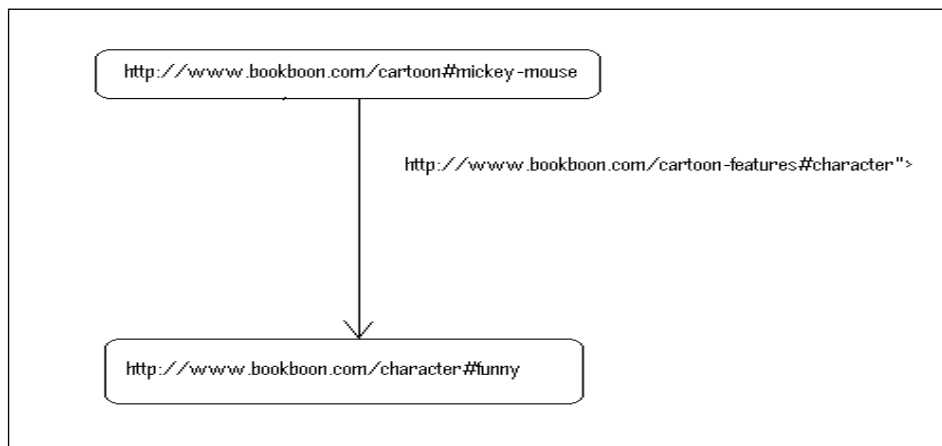 http://www.bookboon.com/cartoon#mickey-mouse
http://www.bookboon.com/cartoon-features#character">
http://www.bookboon.com/character#funny